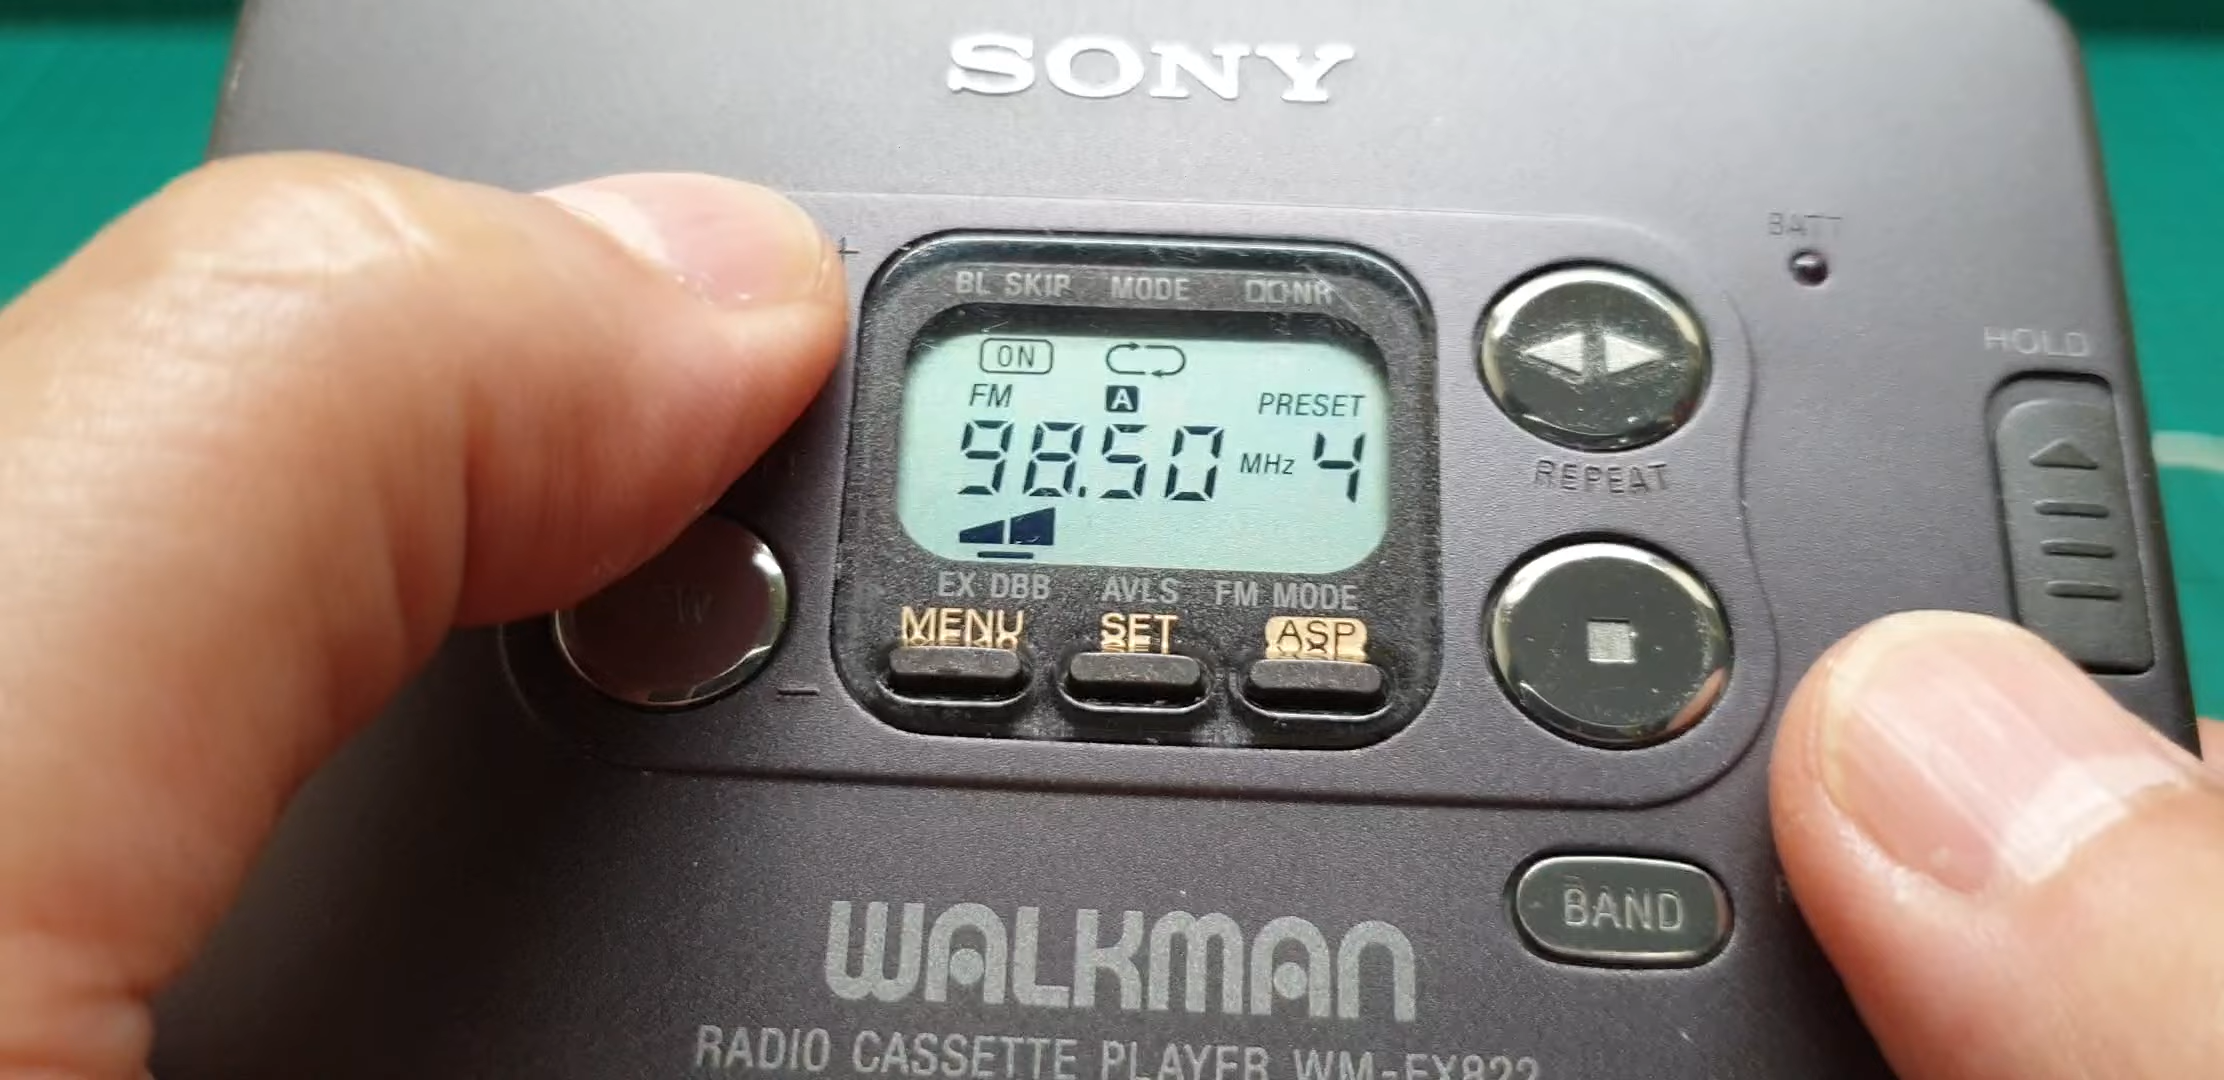 SONY
BATT
+
BL SKIP MODE NR
HOLD
ON
FM A PRESET
98.50 MHz 4
REPEAT
EX DBB AVLS FM MODE
MENU SET ASP
−
BAND
WALKMAN
RADIO CASSETTE PLAYER WM-FX822